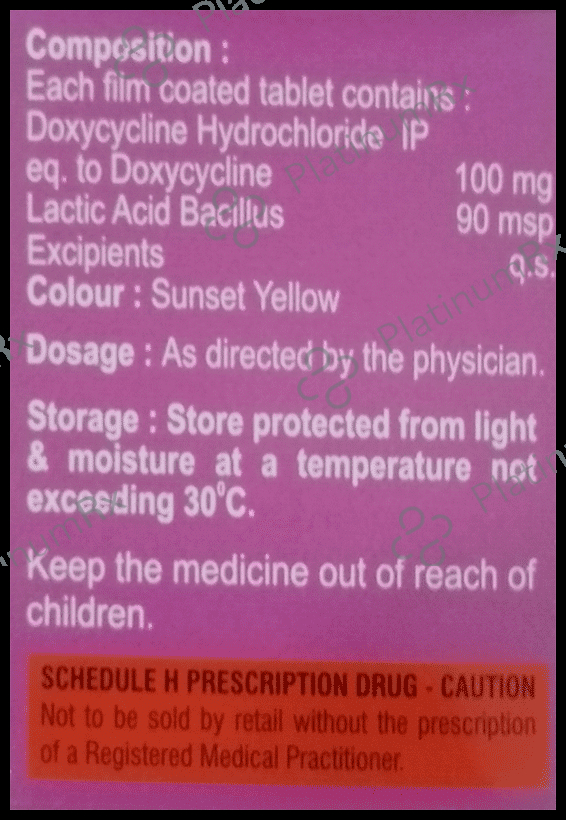 Composition :
Each film coated tablet contains :
Doxycycline Hydrochloride IP
eq. to Doxycycline 100 mg
Lactic Acid Bacillus 90 msp
Excipients q.s.
Colour : Sunset Yellow
Dosage : As directed by the physician.
Storage : Store protected from light
& moisture at a temperature not
exceeding 30°C.
Keep the medicine out of reach of
children.
SCHEDULE H PRESCRIPTION DRUG - CAUTION
Not to be sold by retail without the prescription
of a Registered Medical Practitioner.
PlatinumRx
PlatinumRx
PlatinumRx